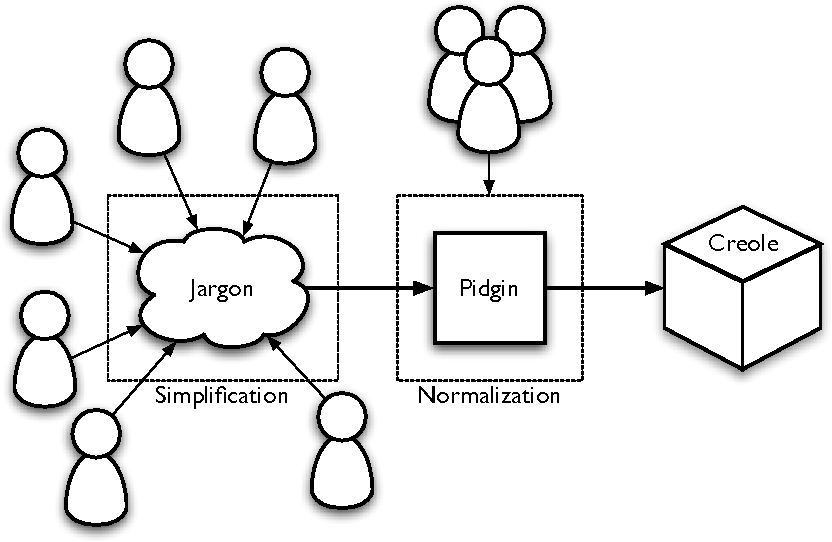 Creole
Jargon
Pidgin
Simplification
Normalization